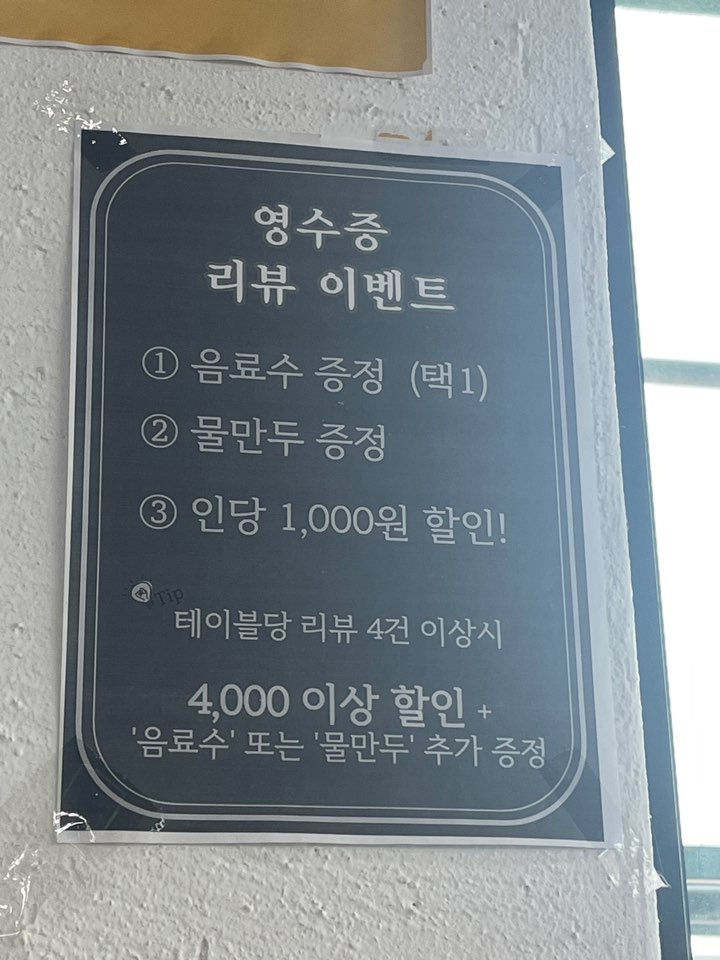 영수증
리뷰 이벤트
① 음료수 증정 (택1)
② 물만두 증정
③ 인당 1,000원 할인!
Tip
테이블당 리뷰 4건 이상시
4,000 이상 할인 +
'음료수' 또는 '물만두' 추가 증정